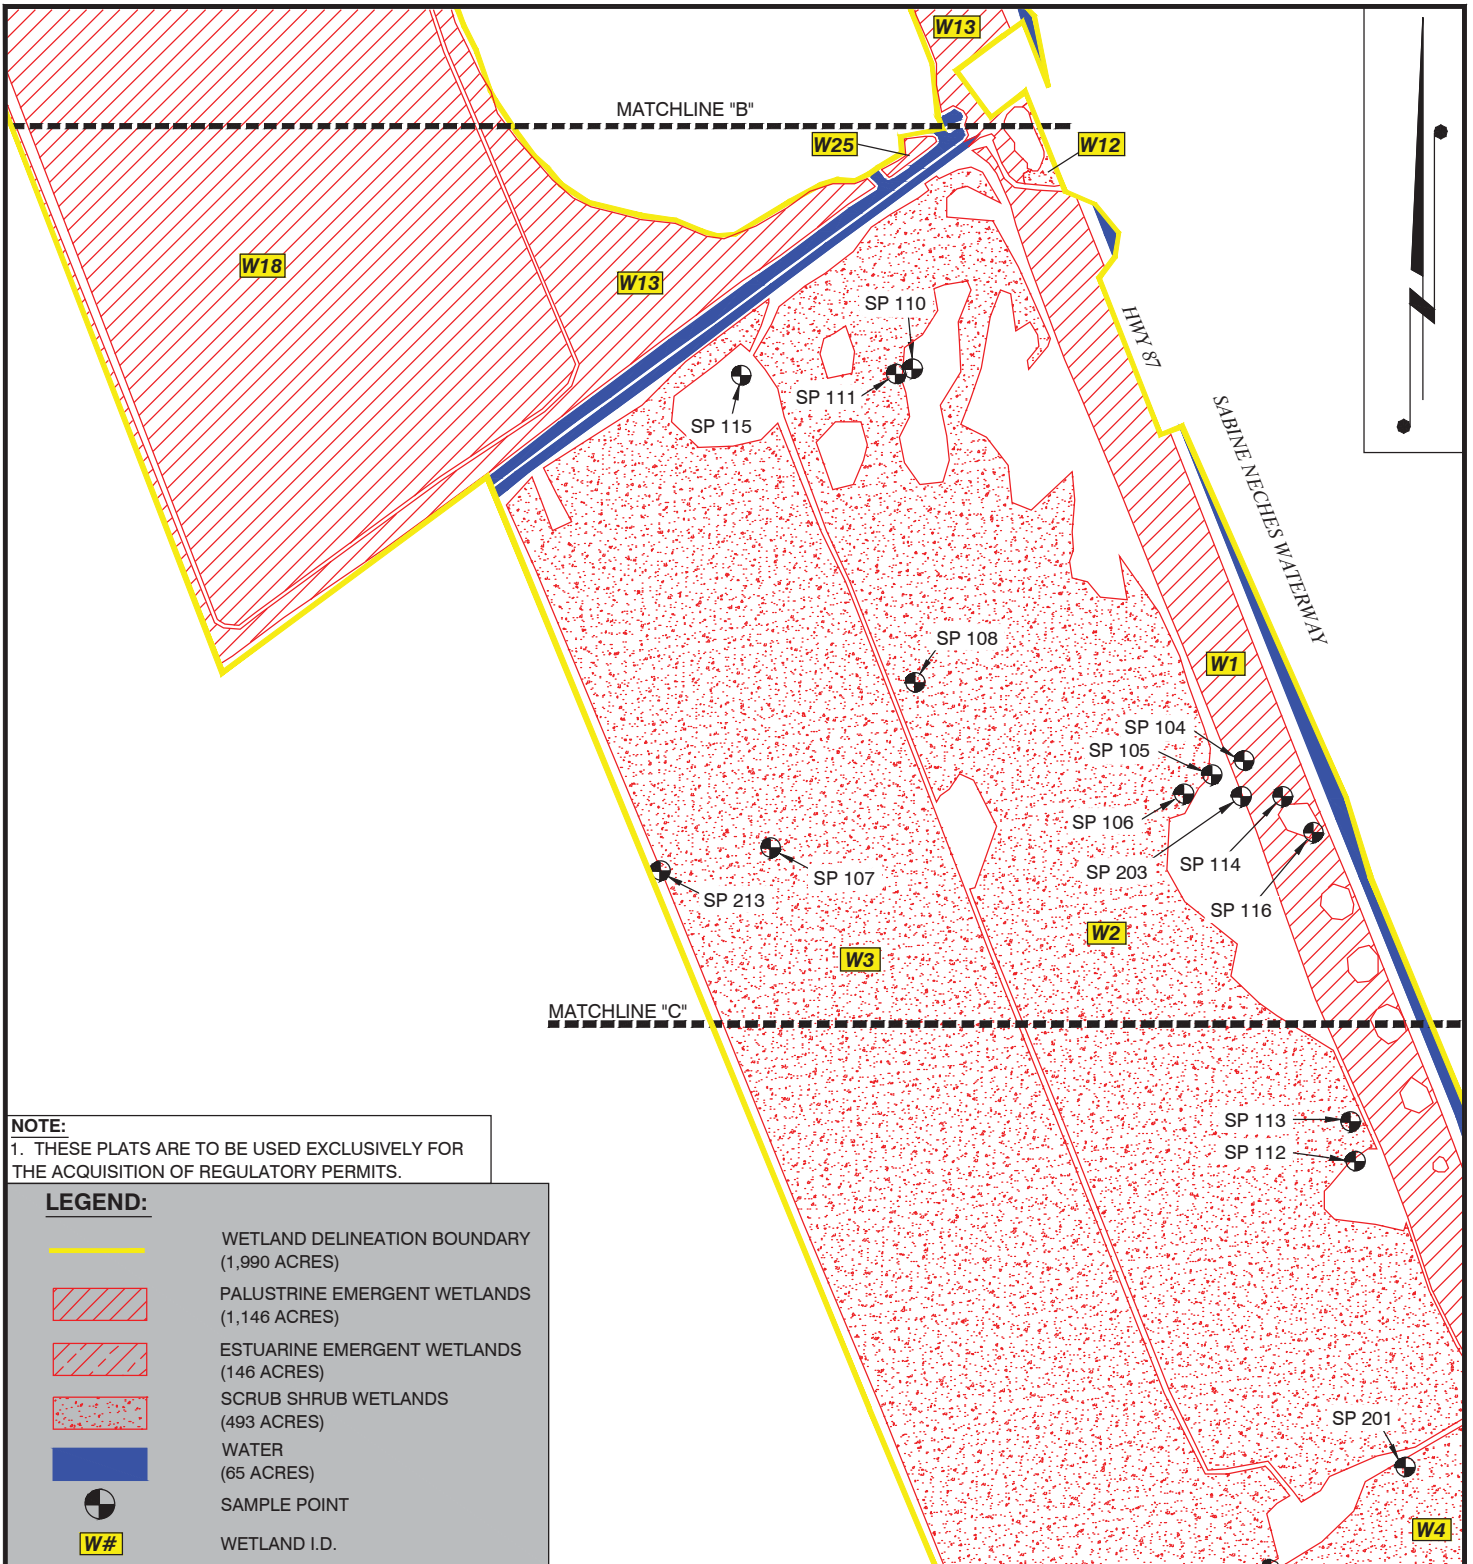 W13
MATCHLINE "B"
W25
W12
W18
W13
SP 110
HWY 87
SP 111
SP 115
SABINE NECHES WATERWAY
SP 108
W1
SP 104
SP 105
SP 106
SP 203
SP 114
SP 107
SP 213
SP 116
W2
W3
MATCHLINE "C"
SP 113
SP 112
SP 201
W4
NOTE:
1. THESE PLATS ARE TO BE USED EXCLUSIVELY FOR
THE ACQUISITION OF REGULATORY PERMITS.
LEGEND:
WETLAND DELINEATION BOUNDARY
(1,990 ACRES)
PALUSTRINE EMERGENT WETLANDS
(1,146 ACRES)
ESTUARINE EMERGENT WETLANDS
(146 ACRES)
SCRUB SHRUB WETLANDS
(493 ACRES)
WATER
(65 ACRES)
SAMPLE POINT
W# WETLAND I.D.